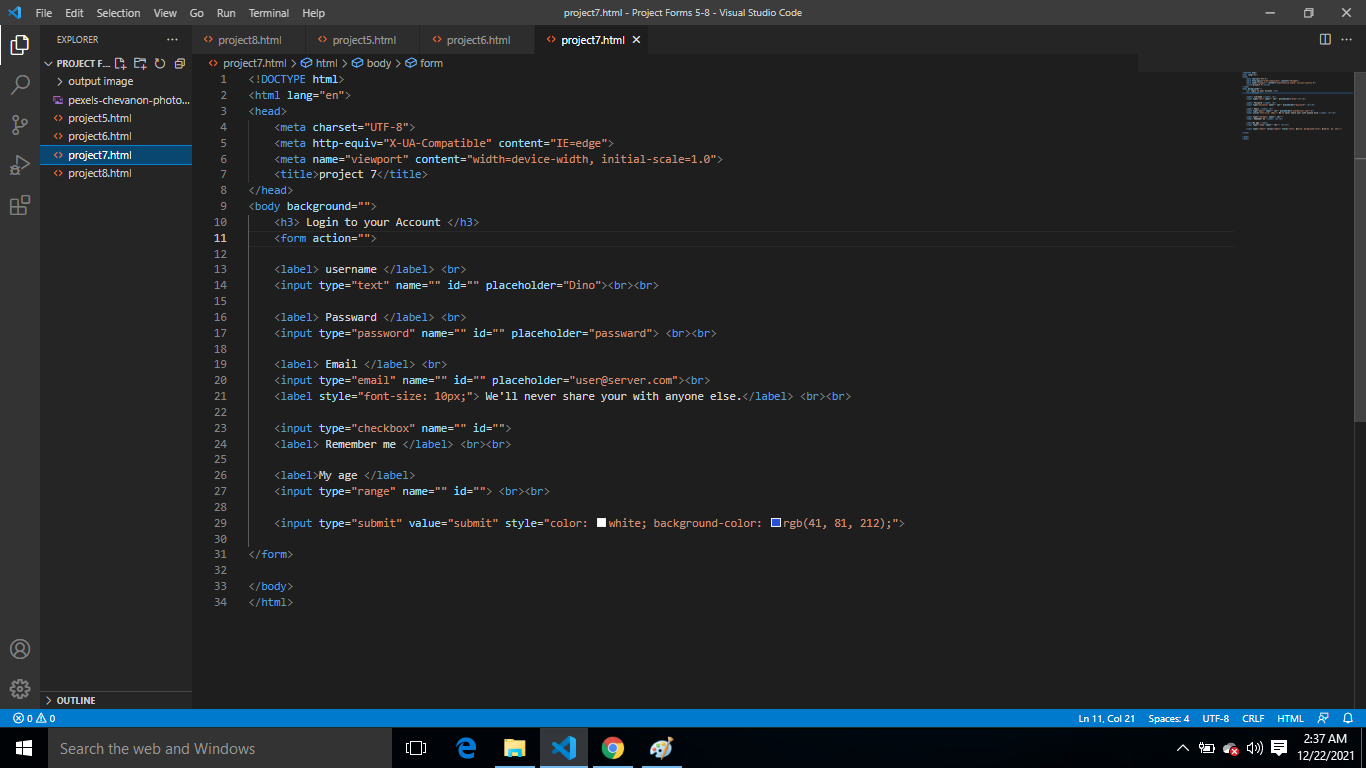 File Edit Selection View Go Run Terminal Help
project7.html - Project Forms 5-8 - Visual Studio Code
EXPLORER
project8.html project5.html project6.html project7.html
PROJECT F...
output image
pexels-chevanon-photo...
project5.html
project6.html
project7.html
project8.html
OUTLINE
project7.html > html > body > form
1 <!DOCTYPE html>
2 <html lang="en">
3 <head>
4 <meta charset="UTF-8">
5 <meta http-equiv="X-UA-Compatible" content="IE=edge">
6 <meta name="viewport" content="width=device-width, initial-scale=1.0">
7 <title>project 7</title>
8 </head>
9 <body background="">
10 <h3> Login to your Account </h3>
11 <form action="">
12
13 <label> username </label> <br>
14 <input type="text" name="" id="" placeholder="Dino"><br><br>
15
16 <label> Passward </label> <br>
17 <input type="password" name="" id="" placeholder="passward"> <br><br>
18
19 <label> Email </label> <br>
20 <input type="email" name="" id="" placeholder="user@server.com"><br>
21 <label style="font-size: 10px;"> We'll never share your with anyone else.</label> <br><br>
22
23 <input type="checkbox" name="" id="">
24 <label> Remember me </label> <br><br>
25
26 <label>My age </label>
27 <input type="range" name="" id=""> <br><br>
28
29 <input type="submit" value="submit" style="color: white; background-color: rgb(41, 81, 212);">
30
31 </form>
32
33 </body>
34 </html>
0 0
Ln 11, Col 21 Spaces: 4 UTF-8 CRLF HTML
Search the web and Windows
2:37 AM
12/22/2021